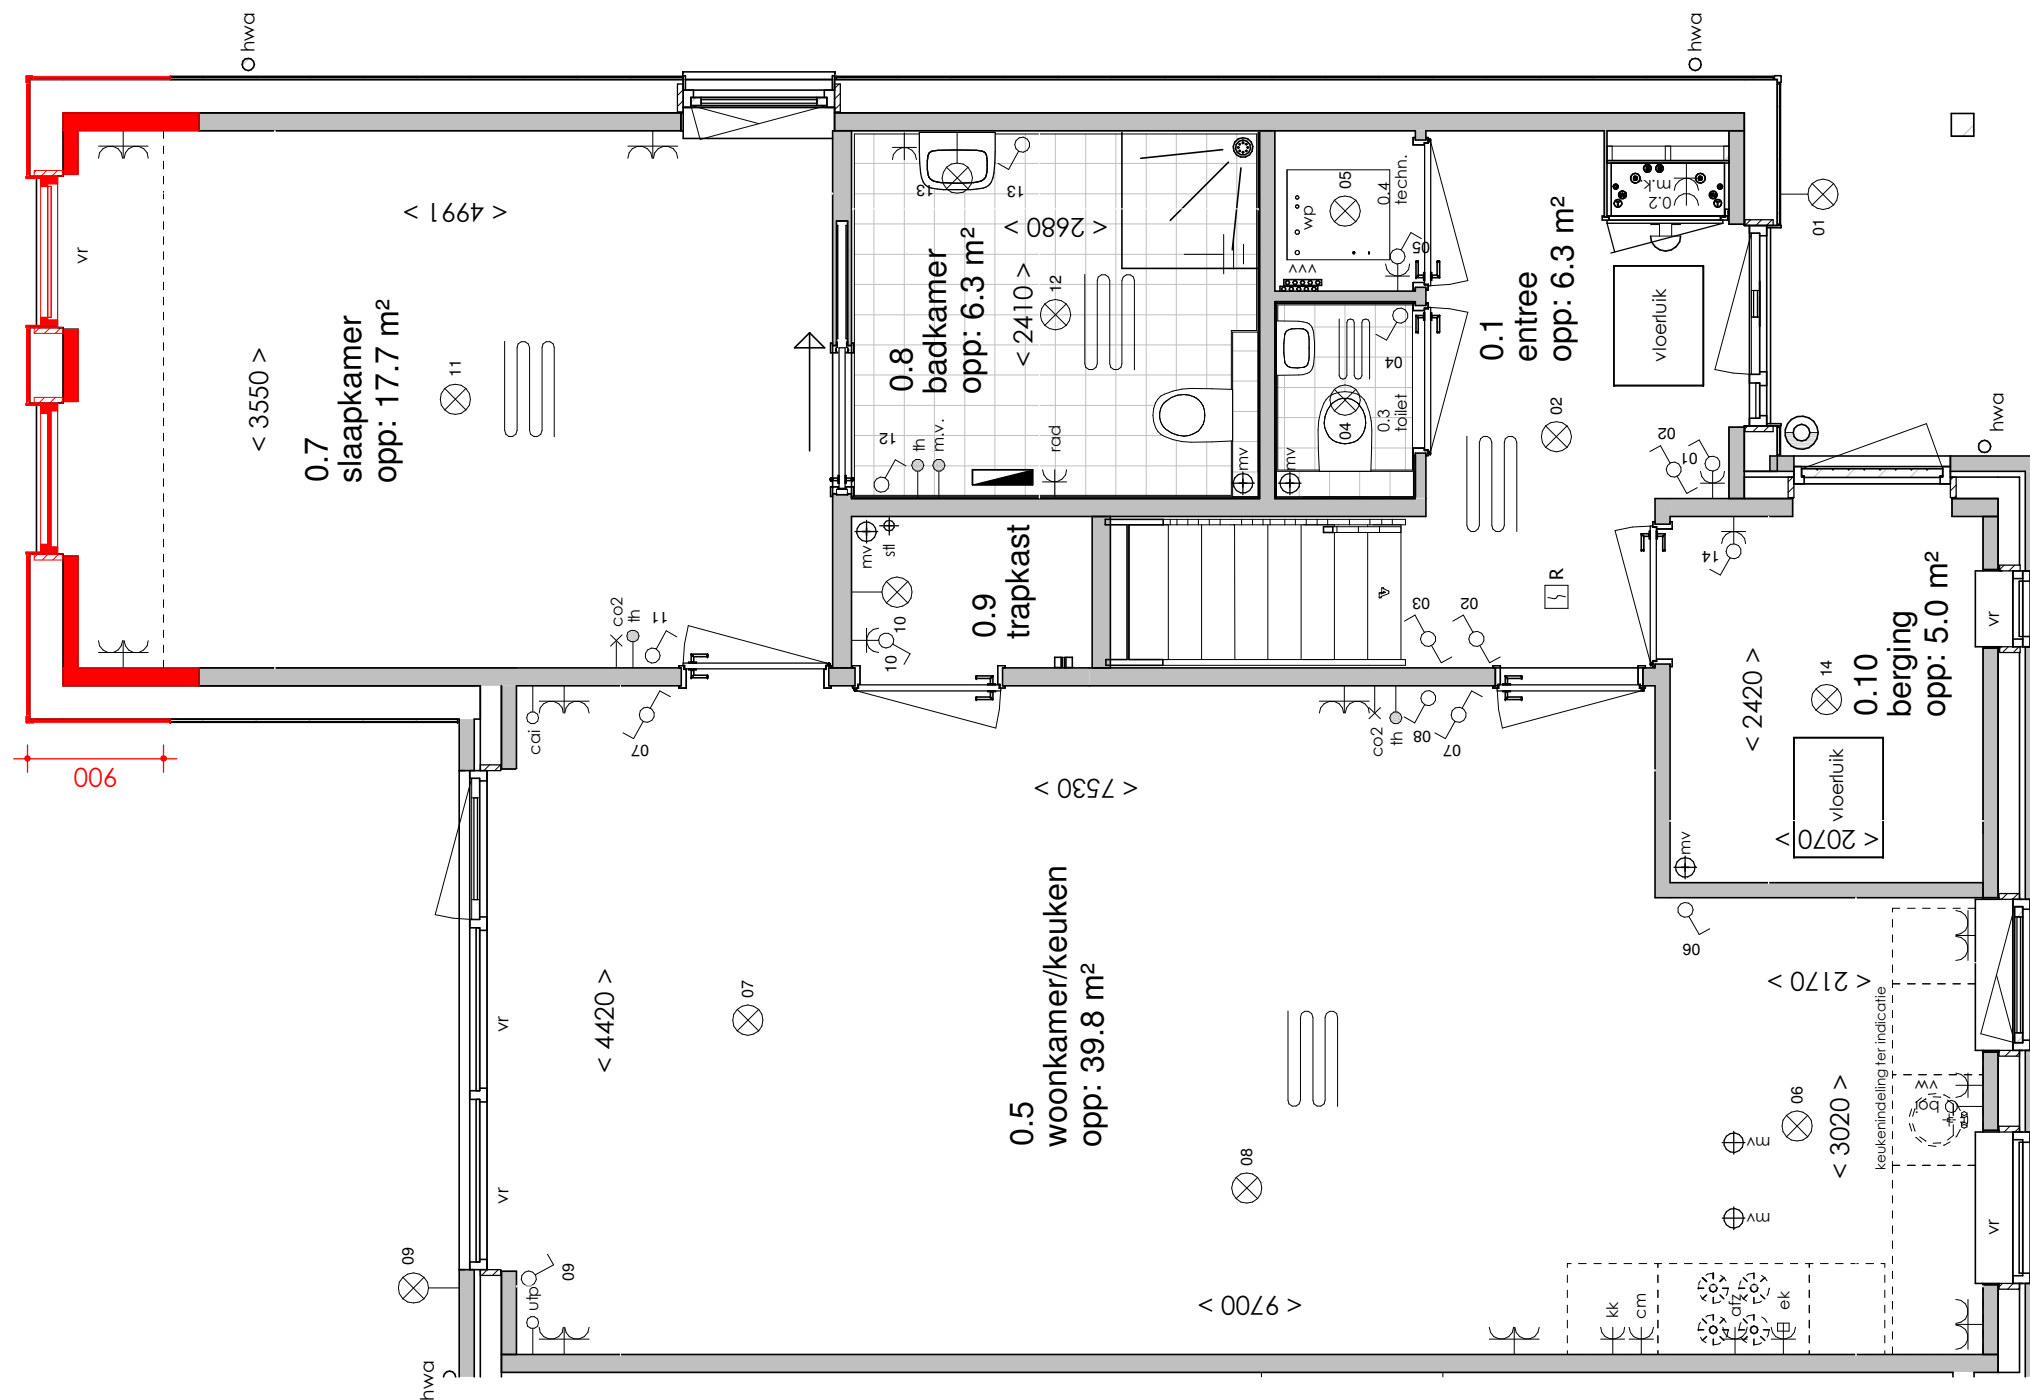 hwa
hwa
vr
< 4991 >
< 3550 >
0.7
slaapkamer
opp: 17.7 m²
11
900
13
13
< 2680 >
0.8
badkamer
opp: 6.3 m²
< 2410 >
12
12
th
m.v.
rad
mv
wp
05
0.4
techn.
05
vvv
04
04
0.3
toilet
mv
0.1
entree
opp: 6.3 m²
02
0.2
m.k.
vloerluik
01
02
01
hwa
mv
stl
10
10
0.9
trapkast
co2
th
11
03
02
R
14
14
0.10
berging
opp: 5.0 m²
vr
< 2420 >
vloerluik
< 2070 >
mv
cai
07
co2
th
08
07
< 7530 >
06
vr
vr
< 4420 >
07
0.5
woonkamer/keuken
opp: 39.8 m²
08
< 2170 >
keukenindeling ter indicatie
06
< 3020 >
vv
boi
mv
mv
vr
09
hwa
utp
09
< 9700 >
kk
cm
afz
ek